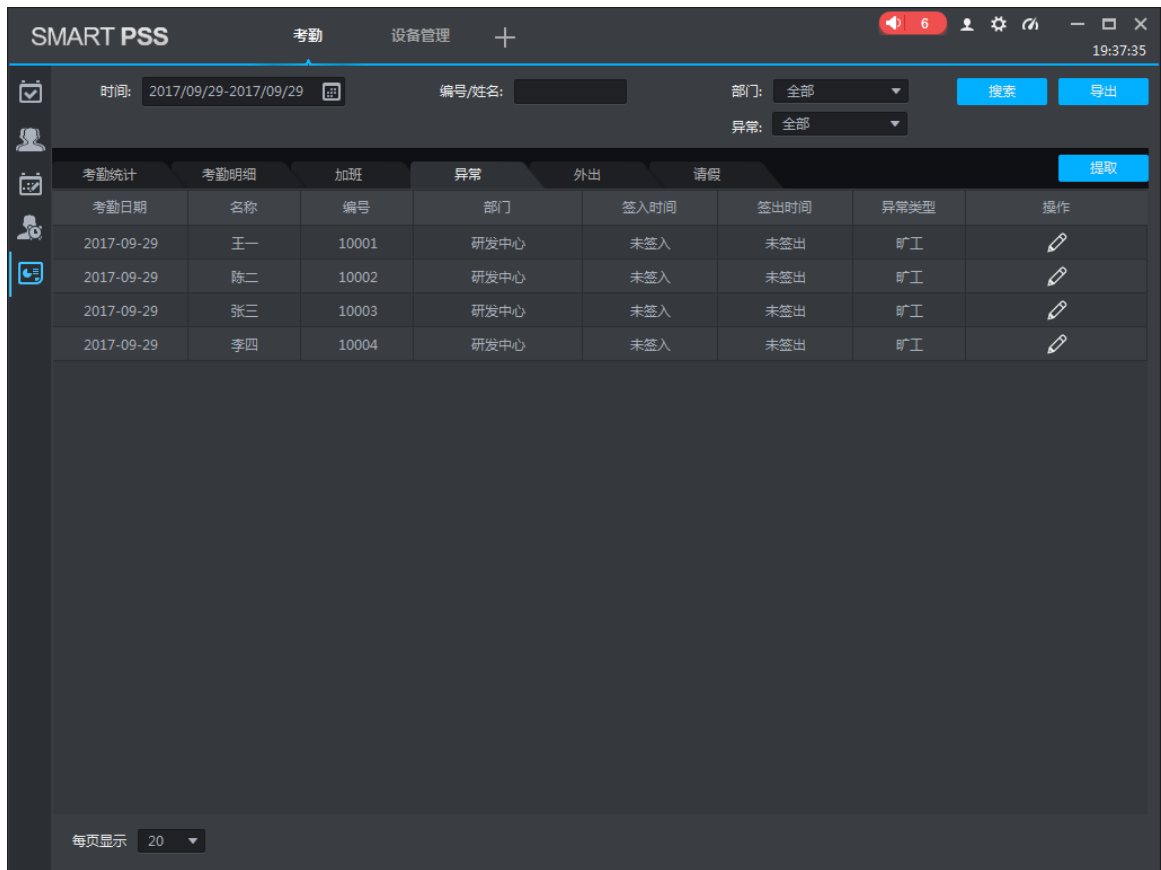 SMART PSS 考勤 设备管理 6
19:37:35
时间: 2017/09/29-2017/09/29 编号/姓名: 部门: 全部 搜索 导出
异常: 全部
考勤统计 考勤明细 加班 异常 外出 请假 提取
考勤日期 名称 编号 部门 签入时间 签出时间 异常类型 操作
2017-09-29 王一 10001 研发中心 未签入 未签出 旷工
2017-09-29 陈二 10002 研发中心 未签入 未签出 旷工
2017-09-29 张三 10003 研发中心 未签入 未签出 旷工
2017-09-29 李四 10004 研发中心 未签入 未签出 旷工
每页显示 20